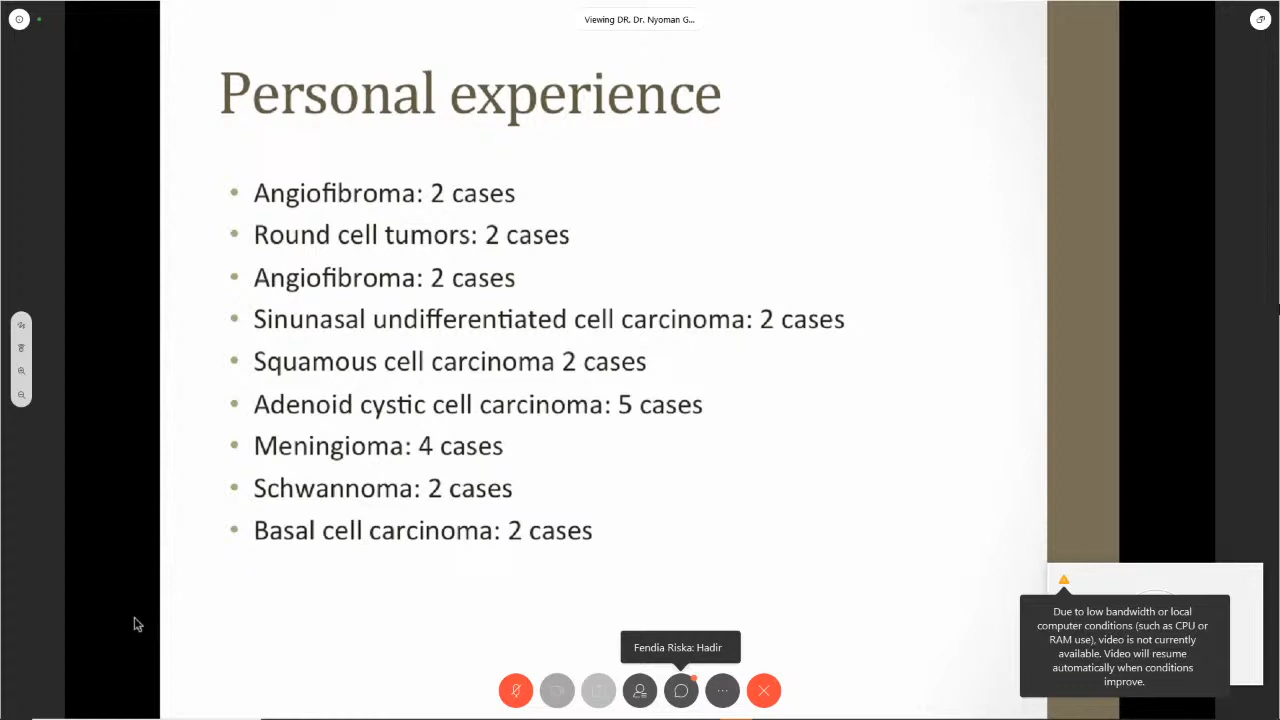 Viewing DR. Dr. Nyoman G...
Personal experience
• Angiofibroma: 2 cases
• Round cell tumors: 2 cases
• Angiofibroma: 2 cases
• Sinunasal undifferentiated cell carcinoma: 2 cases
• Squamous cell carcinoma 2 cases
• Adenoid cystic cell carcinoma: 5 cases
• Meningioma: 4 cases
• Schwannoma: 2 cases
• Basal cell carcinoma: 2 cases
Fendia Riska: Hadir
Due to low bandwidth or local
computer conditions (such as CPU or
RAM use), video is not currently
available. Video will resume
automatically when conditions
improve.